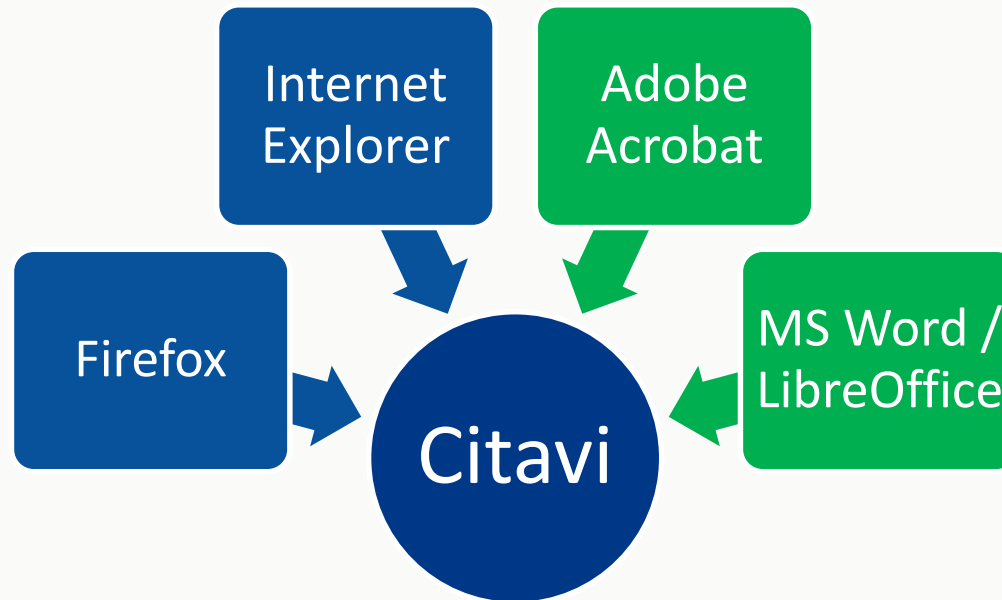 Internet
Explorer
Adobe
Acrobat
Firefox
MS Word /
LibreOffice
Citavi